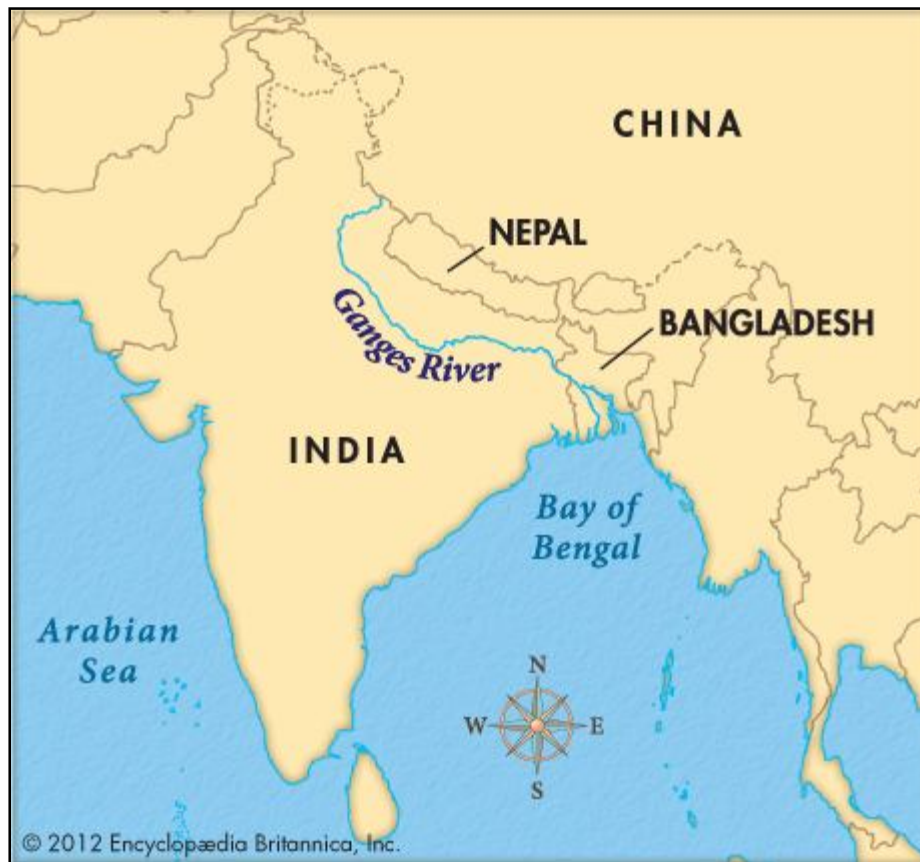 CHINA
NEPAL
BANGLADESH
Ganges River
INDIA
Bay of
Bengal
Arabian
Sea
N
W E
S
© 2012 Encyclopædia Britannica, Inc.